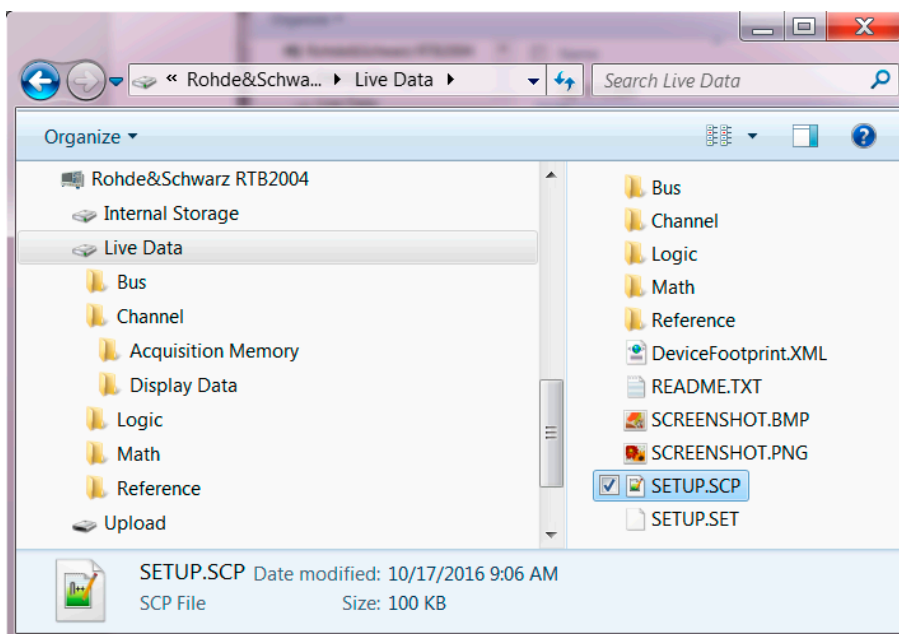 « Rohde&Schwa... Live Data
Search Live Data
Organize
Rohde&Schwarz RTB2004
Internal Storage
Live Data
Bus
Channel
Acquisition Memory
Display Data
Logic
Math
Reference
Upload
Bus
Channel
Logic
Math
Reference
DeviceFootprint.XML
README.TXT
SCREENSHOT.BMP
SCREENSHOT.PNG
SETUP.SCP
SETUP.SET
SETUP.SCP Date modified: 10/17/2016 9:06 AM
SCP File Size: 100 KB